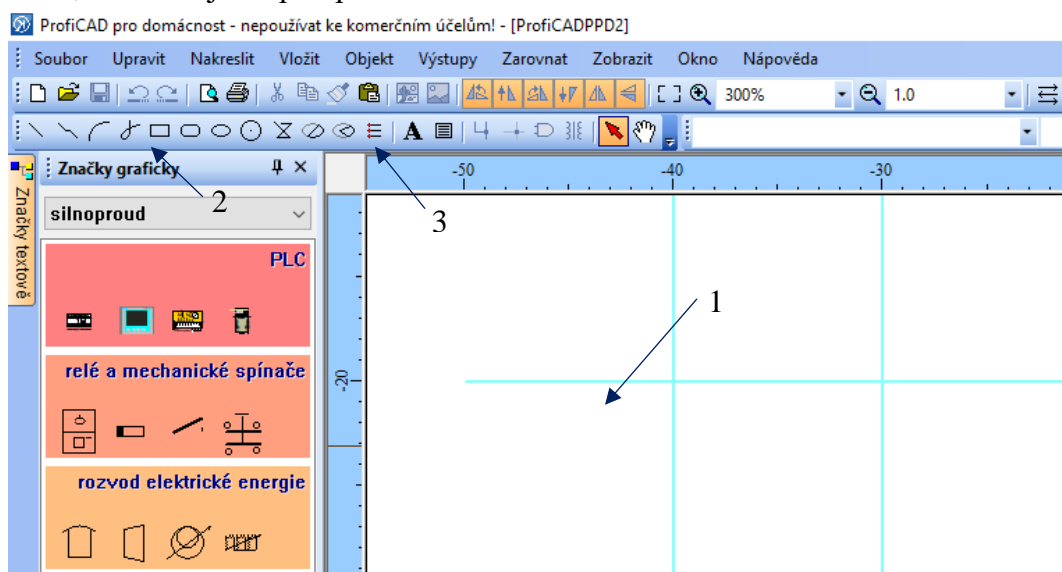 ProfiCAD pro domácnost - nepoužívat ke komerčním účelům! - [ProfiCADPPD2]
Soubor Upravit Nakreslit Vložit Objekt Výstupy Zarovnat Zobrazit Okno Nápověda
300% 1.0
A
Značky graficky
-50 -40 -30
Značky textově
silnoproud
2
3
PLC
1
relé a mechanické spínače
-20
rozvod elektrické energie